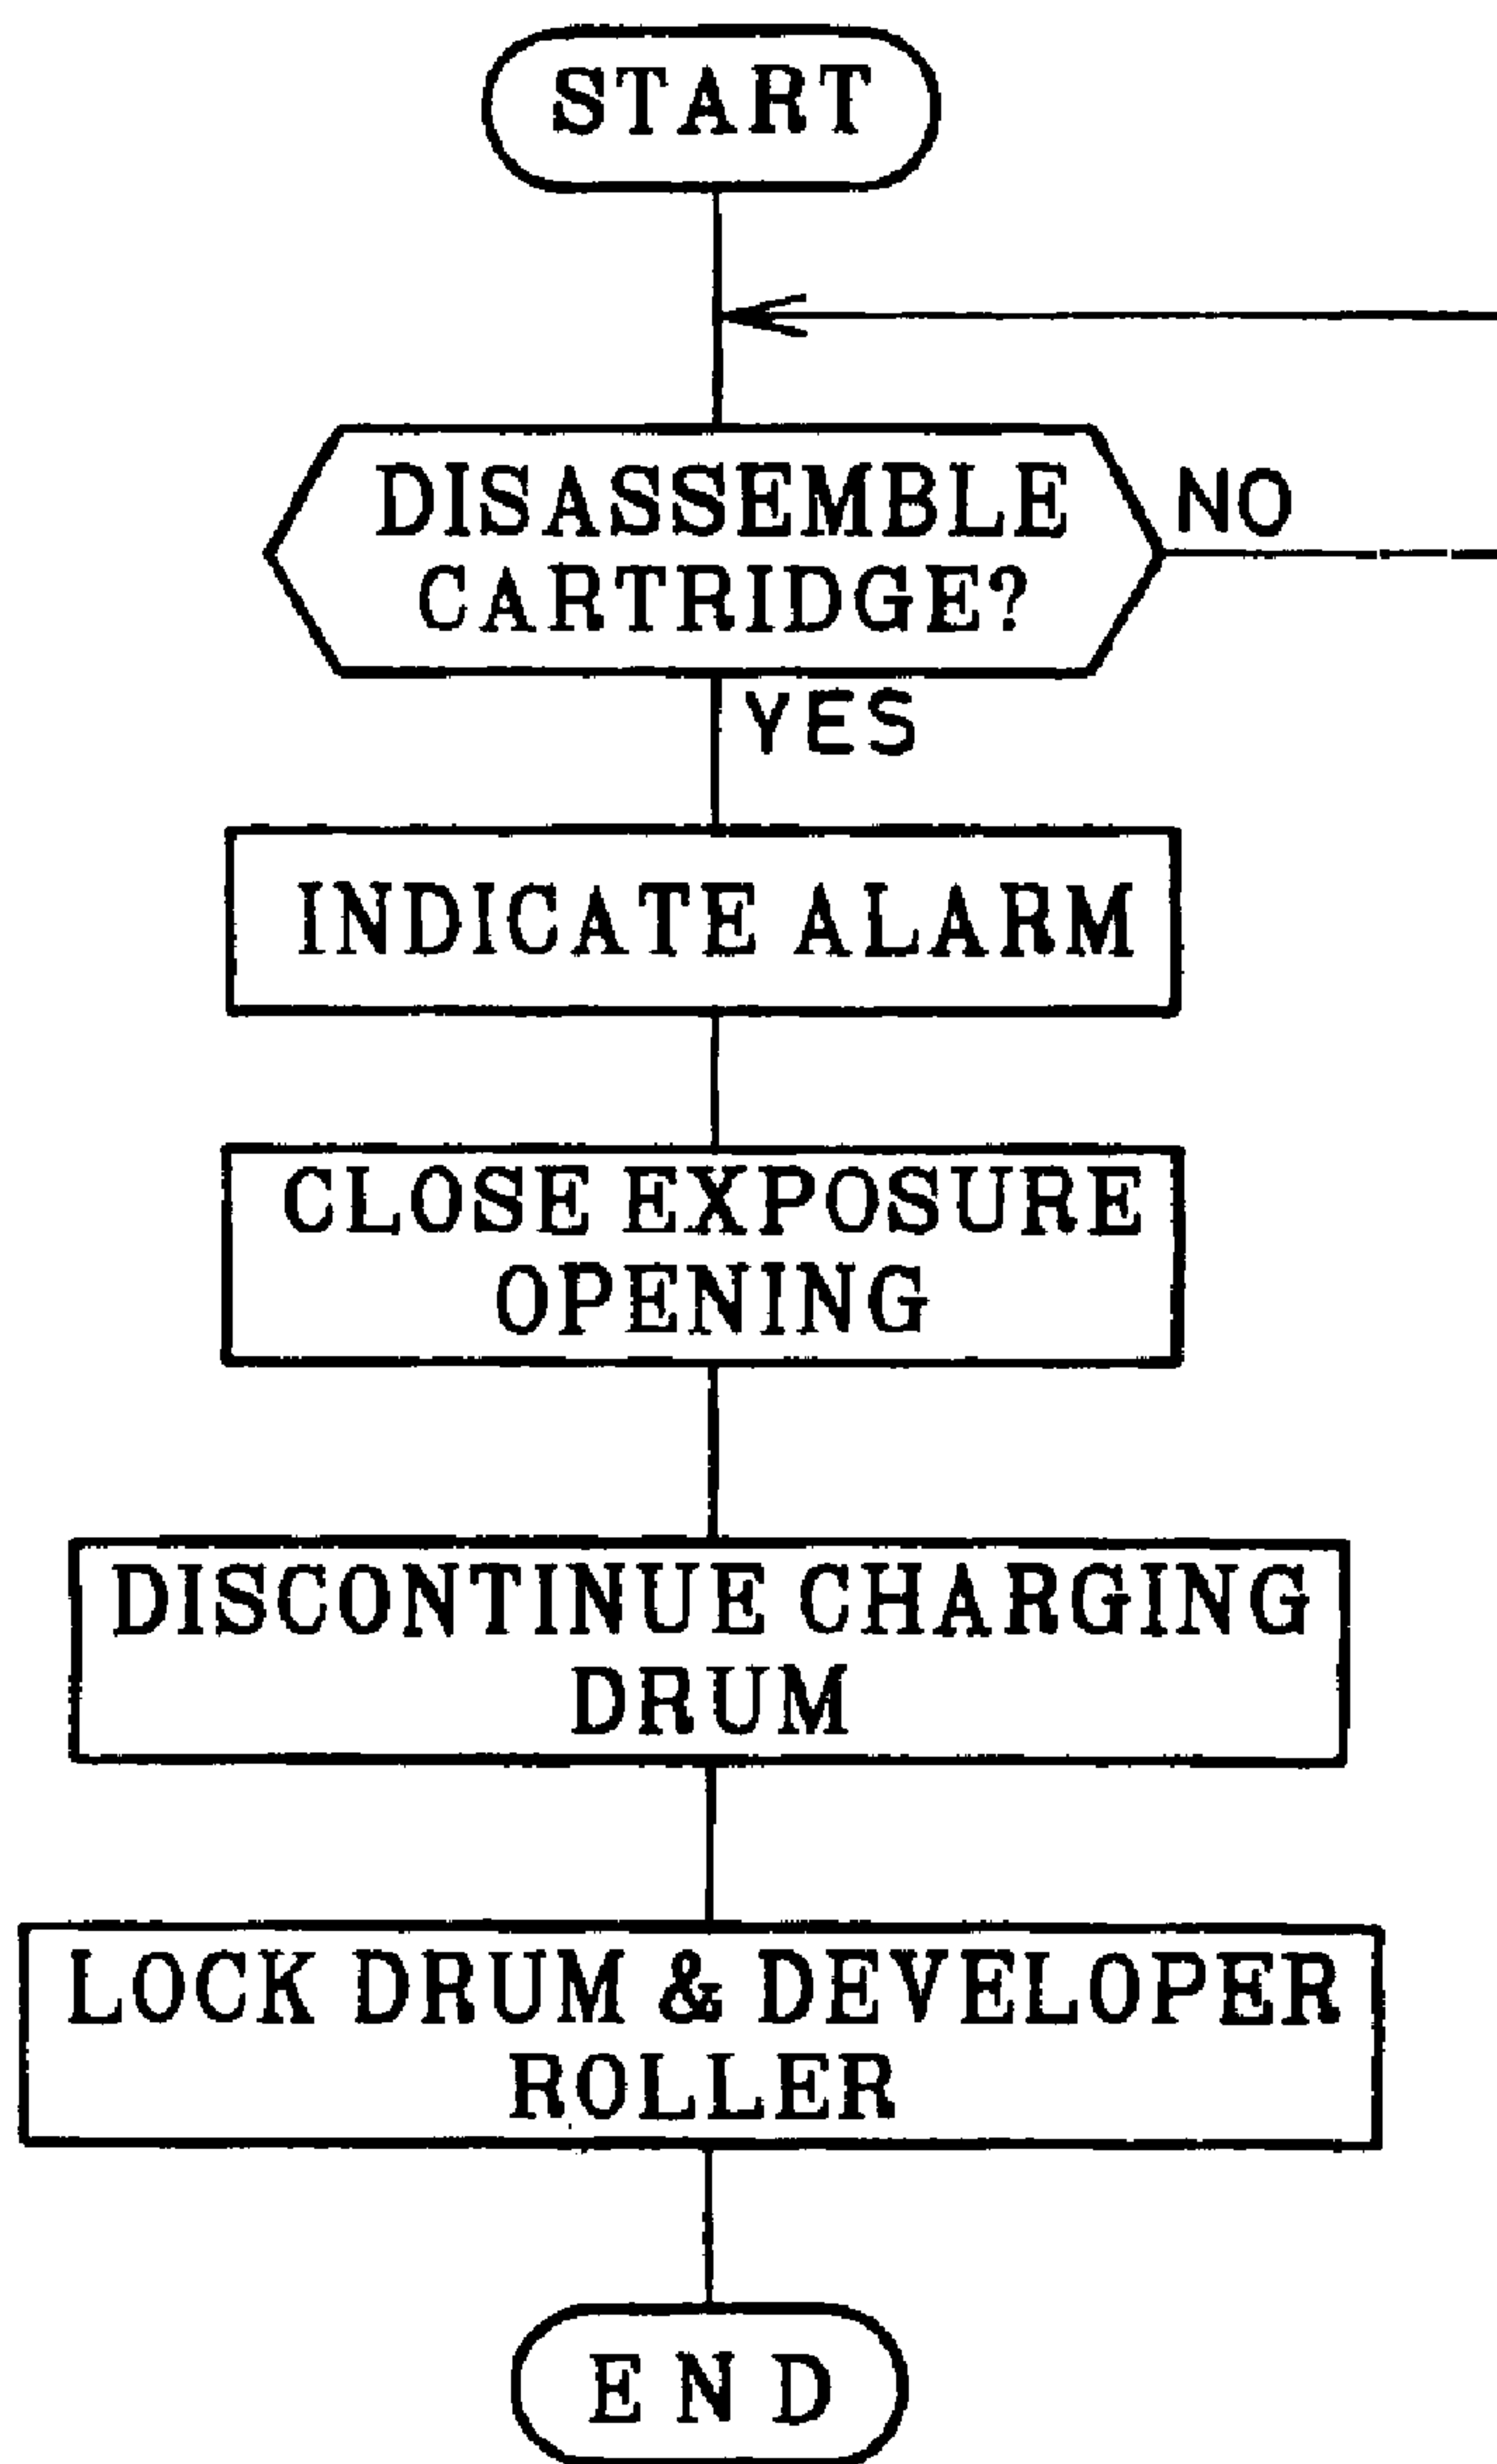 START
DISASSEMBLE
CARTRIDGE?
NO
YES
INDICATE ALARM
CLOSE EXPOSURE
OPENING
DISCONTINUE CHARGING
DRUM
LOCK DRUM & DEVELOPER
ROLLER
END